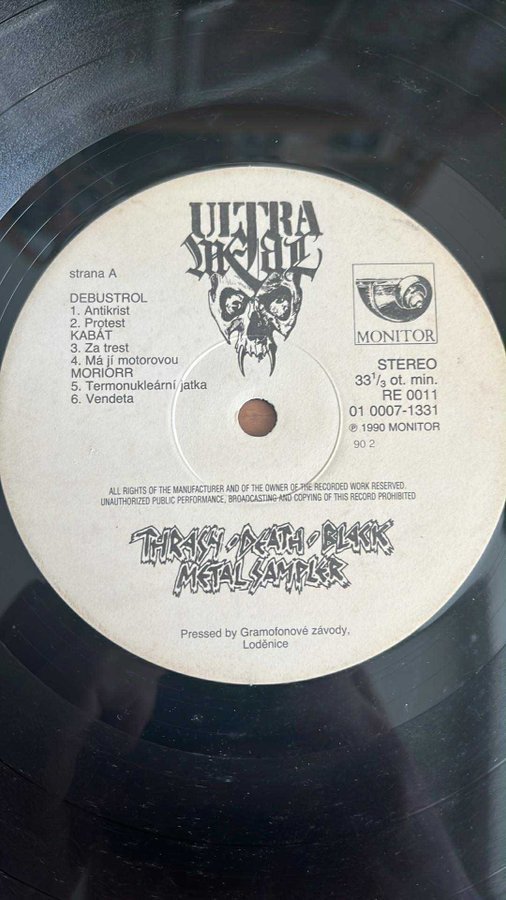 ULTRA
METAL
strana A
DEBUSTROL
1. Antikrist
2. Protest
KABÁT
3. Za trest
4. Má jí motorovou
MORIORR
5. Termonukleární jatka
6. Vendeta
MONITOR
STEREO
33 1/3 ot. min.
RE 0011
01 0007-1331
℗ 1990 MONITOR
90 2
ALL RIGHTS OF THE MANUFACTURER AND OF THE OWNER OF THE RECORDED WORK RESERVED.
UNAUTHORIZED PUBLIC PERFORMANCE, BROADCASTING AND COPYING OF THIS RECORD PROHIBITED
THRASH • DEATH • BLACK
METAL SAMPLER
Pressed by Gramofonové závody,
Loděnice